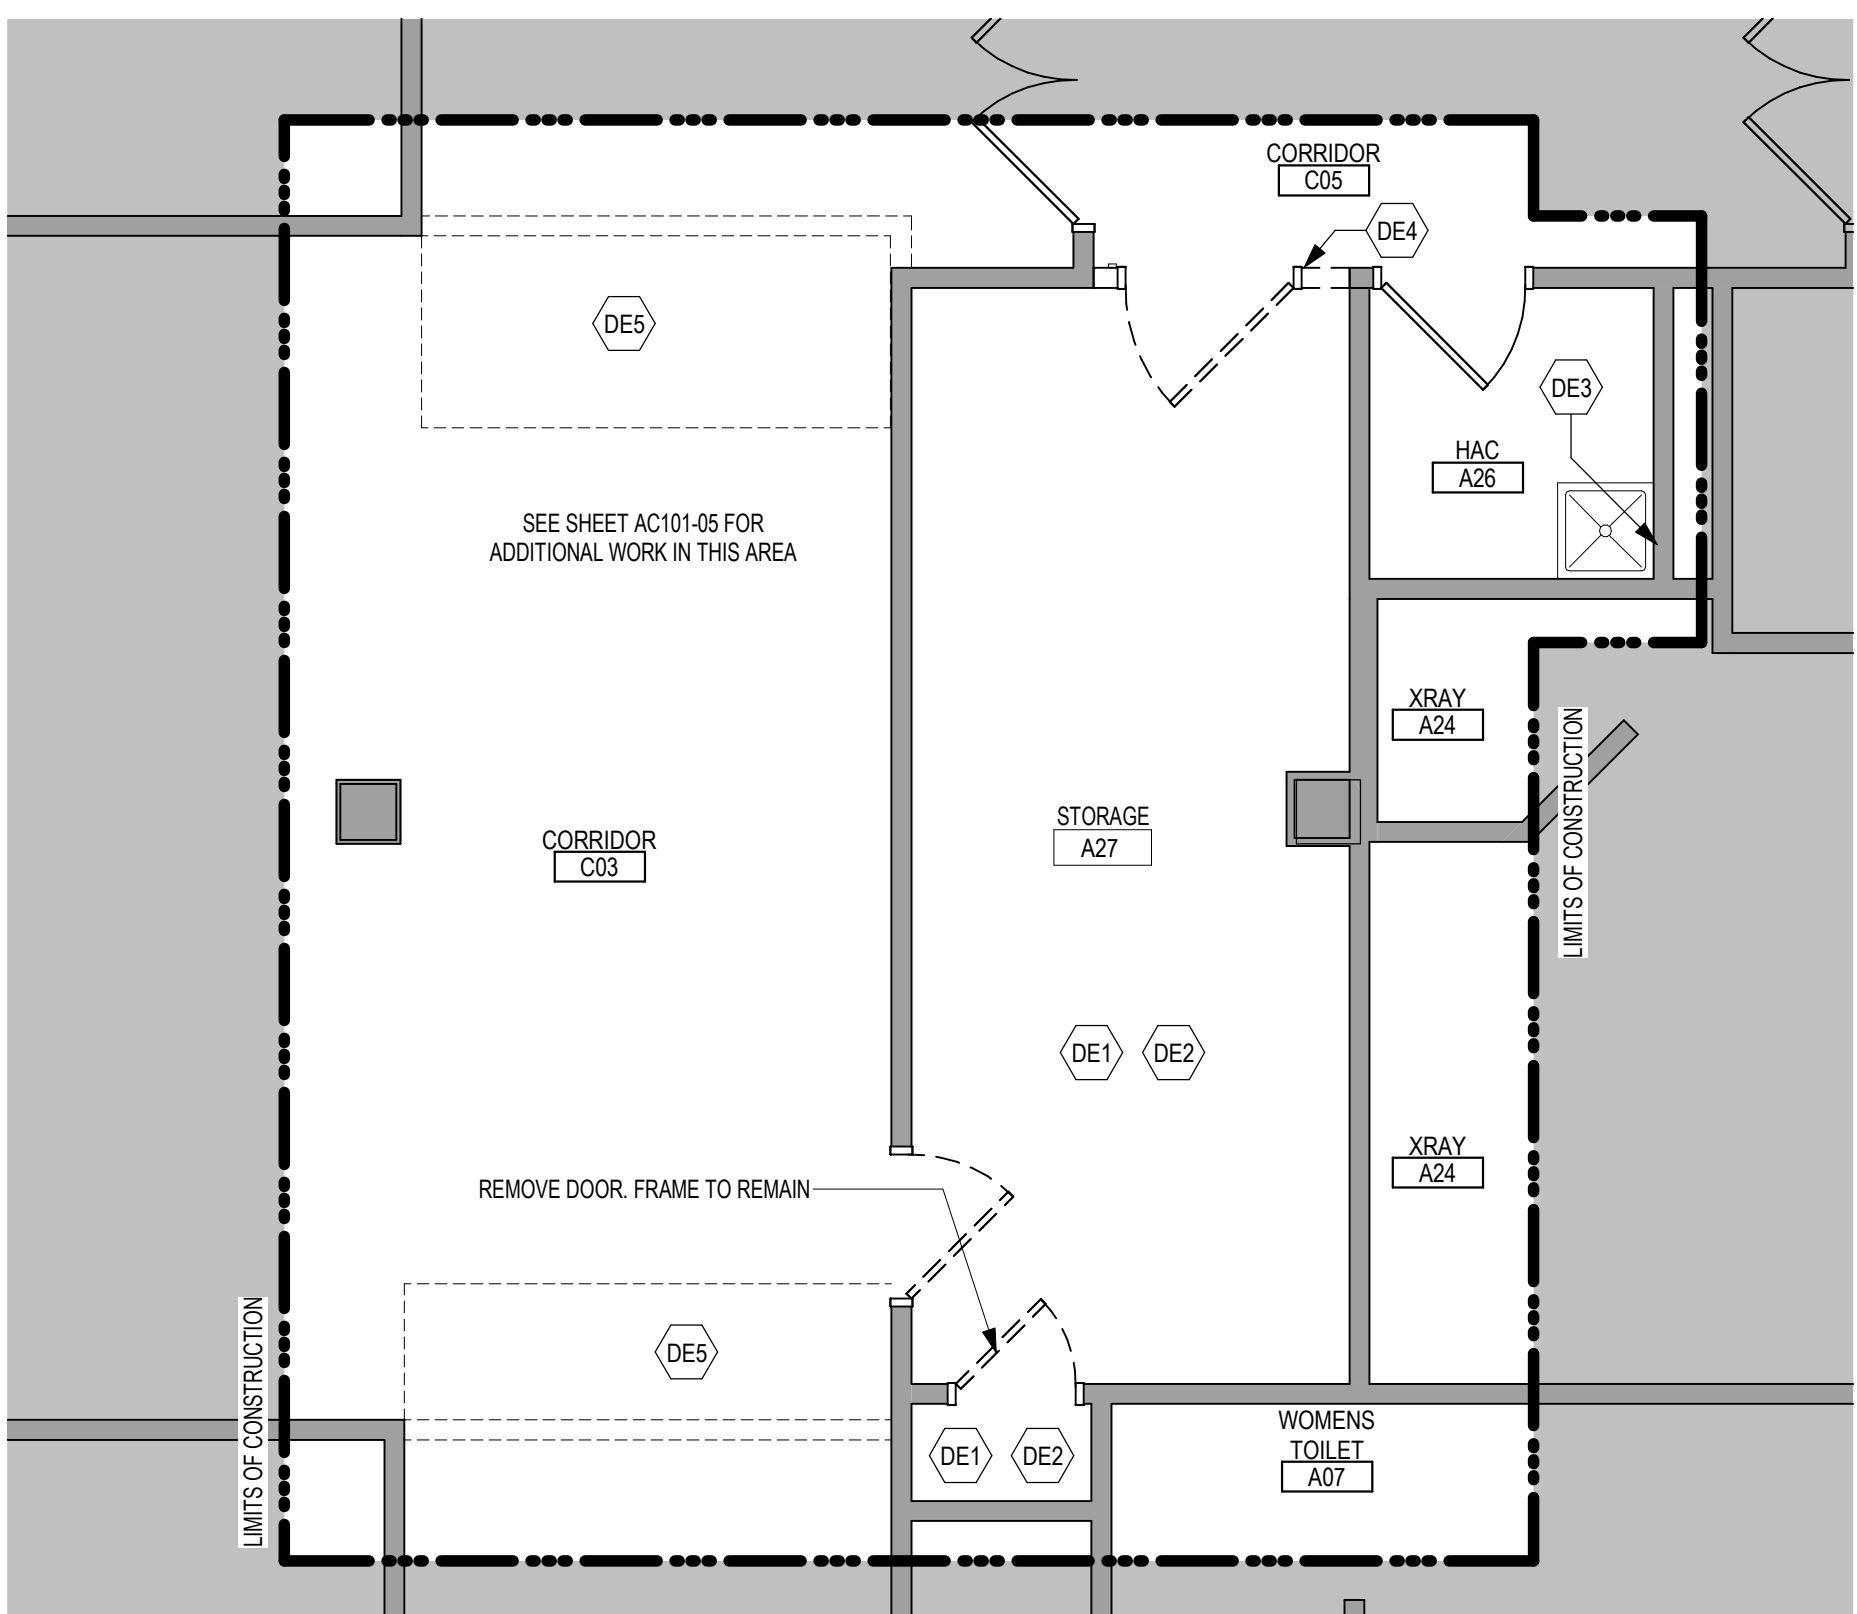 CORRIDOR
C05
DE4
DE5
DE3
HAC
A26
SEE SHEET AC101-05 FOR
ADDITIONAL WORK IN THIS AREA
XRAY
A24
LIMITS OF CONSTRUCTION
STORAGE
A27
CORRIDOR
C03
DE1
DE2
XRAY
A24
REMOVE DOOR. FRAME TO REMAIN
LIMITS OF CONSTRUCTION
DE5
WOMENS
TOILET
A07
DE1
DE2